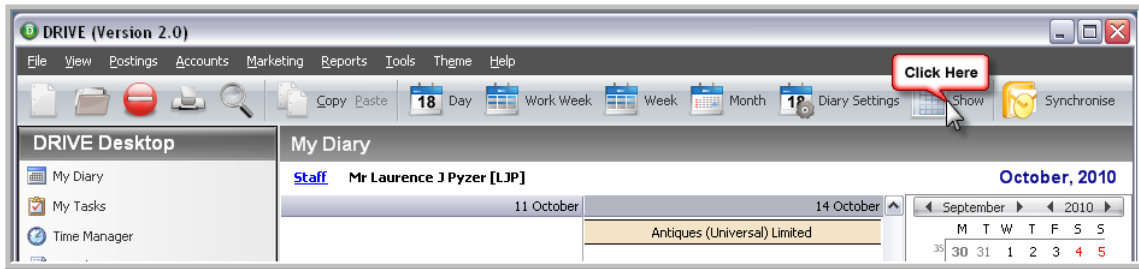 DRIVE (Version 2.0)
File View Postings Accounts Marketing Reports Tools Theme Help
Click Here
Copy Paste 18 Day Work Week Week Month 18 Diary Settings Show Synchronise
DRIVE Desktop
My Diary
My Diary
Staff Mr Laurence J Pyzer [LJP]
October, 2010
My Tasks
11 October 14 October
September 2010
Time Manager
Antiques (Universal) Limited
M T W T F S S
35 30 31 1 2 3 4 5